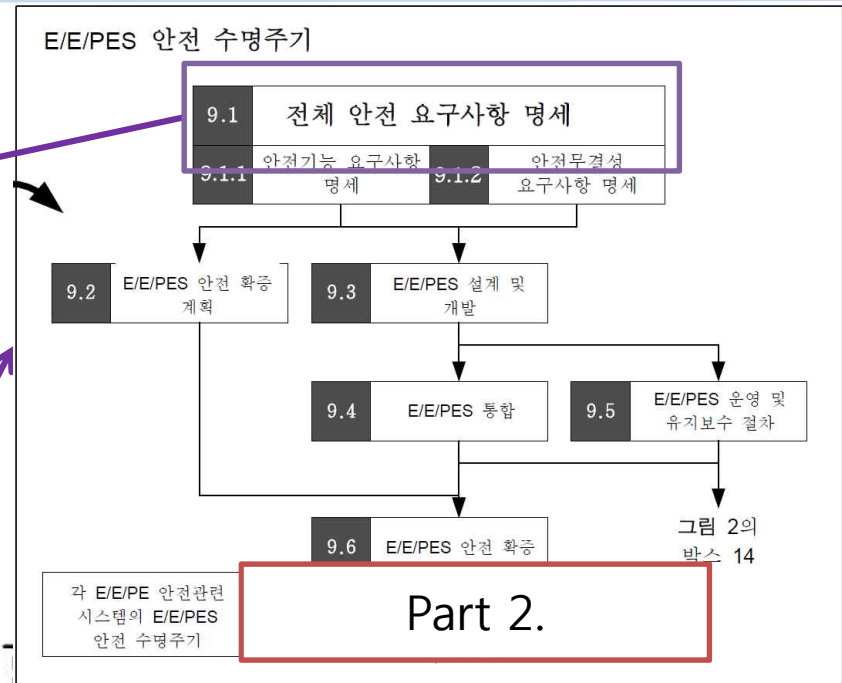 E/E/PES 안전 수명주기
9.1 전체 안전 요구사항 명세
9.1.1 안전기능 요구사항
명세
9.1.2 안전무결성
요구사항 명세
9.2 E/E/PES 안전 확증
계획
9.3 E/E/PES 설계 및
개발
9.4 E/E/PES 통합
9.5 E/E/PES 운영 및
유지보수 절차
9.6 E/E/PES 안전 확증
그림 2의
박스 14
각 E/E/PE 안전관련
시스템의 E/E/PES
안전 수명주기
Part 2.